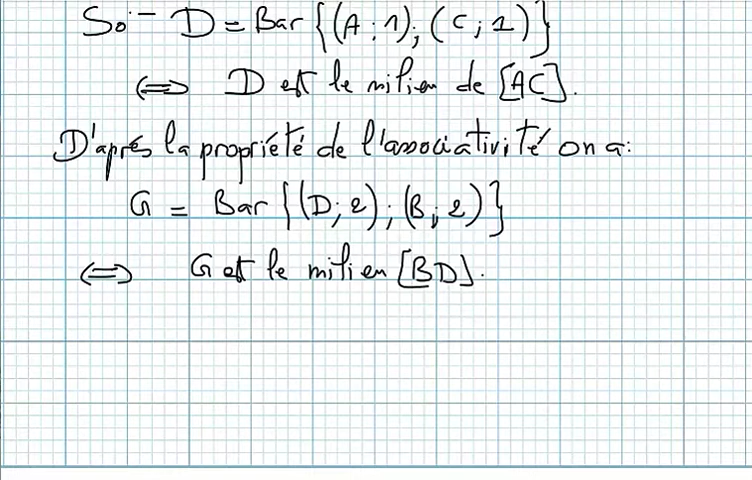 Soit D = Bar {(A ; 1) ; (C ; 1)}
⟺ D est le milieu de [AC].
D'aprés la propriété de l'associativité on a :
G = Bar {(D ; 2) ; (B ; 2)}
⟺ G est le milieu [BD].